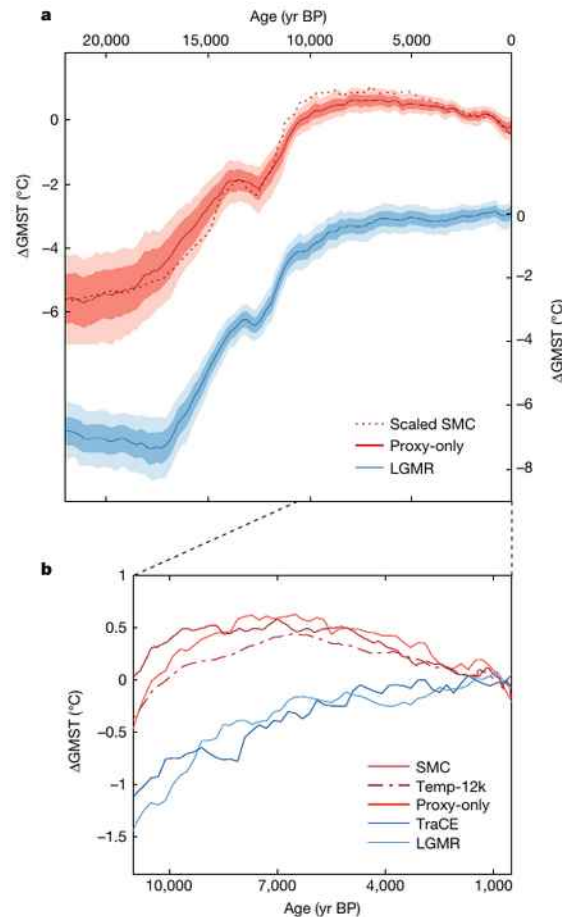 a
Age (yr BP)
20,000 15,000 10,000 5,000 0
0
−2
−4
−6
ΔGMST (°C)
0
−2
−4
−6
−8
ΔGMST (°C)
Scaled SMC
Proxy-only
LGMR
b
1
0.5
0
−0.5
−1
−1.5
ΔGMST (°C)
SMC
Temp-12k
Proxy-only
TraCE
LGMR
10,000 7,000 4,000 1,000
Age (yr BP)